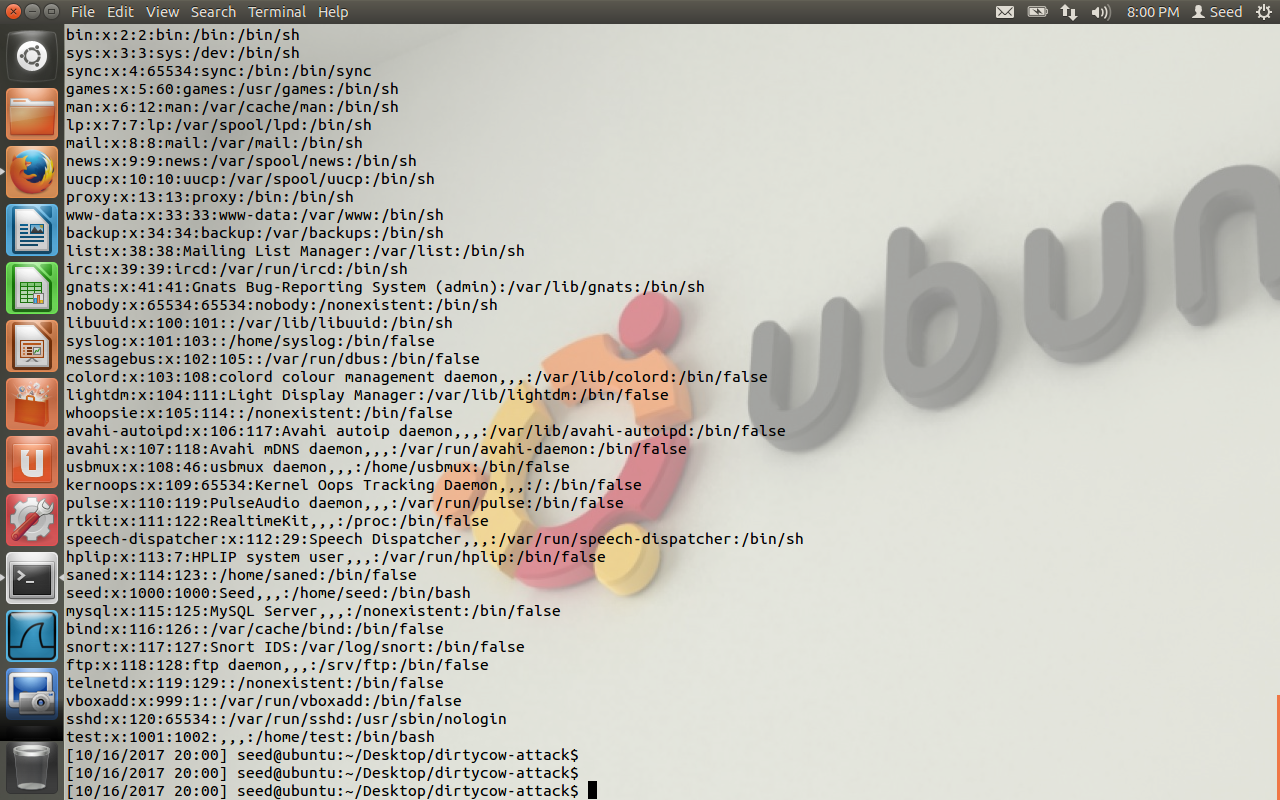 File Edit View Search Terminal Help 8:00 PM Seed
bin:x:2:2:bin:/bin:/bin/sh
sys:x:3:3:sys:/dev:/bin/sh
sync:x:4:65534:sync:/bin:/bin/sync
games:x:5:60:games:/usr/games:/bin/sh
man:x:6:12:man:/var/cache/man:/bin/sh
lp:x:7:7:lp:/var/spool/lpd:/bin/sh
mail:x:8:8:mail:/var/mail:/bin/sh
news:x:9:9:news:/var/spool/news:/bin/sh
uucp:x:10:10:uucp:/var/spool/uucp:/bin/sh
proxy:x:13:13:proxy:/bin:/bin/sh
www-data:x:33:33:www-data:/var/www:/bin/sh
backup:x:34:34:backup:/var/backups:/bin/sh
list:x:38:38:Mailing List Manager:/var/list:/bin/sh
irc:x:39:39:ircd:/var/run/ircd:/bin/sh
gnats:x:41:41:Gnats Bug-Reporting System (admin):/var/lib/gnats:/bin/sh
nobody:x:65534:65534:nobody:/nonexistent:/bin/sh
libuuid:x:100:101::/var/lib/libuuid:/bin/sh
syslog:x:101:103::/home/syslog:/bin/false
messagebus:x:102:105::/var/run/dbus:/bin/false
colord:x:103:108:colord colour management daemon,,,:/var/lib/colord:/bin/false
lightdm:x:104:111:Light Display Manager:/var/lib/lightdm:/bin/false
whoopsie:x:105:114::/nonexistent:/bin/false
avahi-autoipd:x:106:117:Avahi autoip daemon,,,:/var/lib/avahi-autoipd:/bin/false
avahi:x:107:118:Avahi mDNS daemon,,,:/var/run/avahi-daemon:/bin/false
usbmux:x:108:46:usbmux daemon,,,:/home/usbmux:/bin/false
kernoops:x:109:65534:Kernel Oops Tracking Daemon,,,:/:/bin/false
pulse:x:110:119:PulseAudio daemon,,,:/var/run/pulse:/bin/false
rtkit:x:111:122:RealtimeKit,,,:/proc:/bin/false
speech-dispatcher:x:112:29:Speech Dispatcher,,,:/var/run/speech-dispatcher:/bin/sh
hplip:x:113:7:HPLIP system user,,,:/var/run/hplip:/bin/false
saned:x:114:123::/home/saned:/bin/false
seed:x:1000:1000:Seed,,,:/home/seed:/bin/bash
mysql:x:115:125:MySQL Server,,,:/nonexistent:/bin/false
bind:x:116:126::/var/cache/bind:/bin/false
snort:x:117:127:Snort IDS:/var/log/snort:/bin/false
ftp:x:118:128:ftp daemon,,,:/srv/ftp:/bin/false
telnetd:x:119:129::/nonexistent:/bin/false
vboxadd:x:999:1::/var/run/vboxadd:/bin/false
sshd:x:120:65534::/var/run/sshd:/usr/sbin/nologin
test:x:1001:1002:,,,:/home/test:/bin/bash
[10/16/2017 20:00] seed@ubuntu:~/Desktop/dirtycow-attack$
[10/16/2017 20:00] seed@ubuntu:~/Desktop/dirtycow-attack$
[10/16/2017 20:00] seed@ubuntu:~/Desktop/dirtycow-attack$
ubun